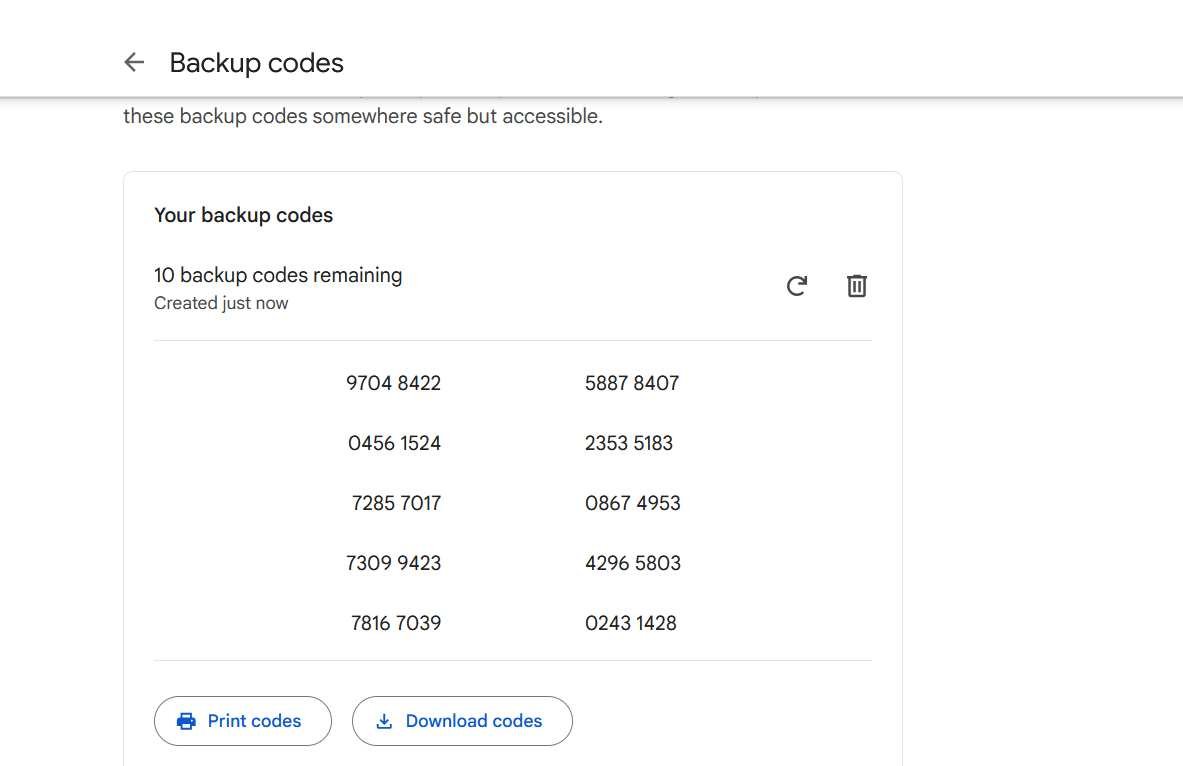 Backup codes
these backup codes somewhere safe but accessible.
Your backup codes
10 backup codes remaining
Created just now
9704 8422 5887 8407
0456 1524 2353 5183
7285 7017 0867 4953
7309 9423 4296 5803
7816 7039 0243 1428
Print codes Download codes